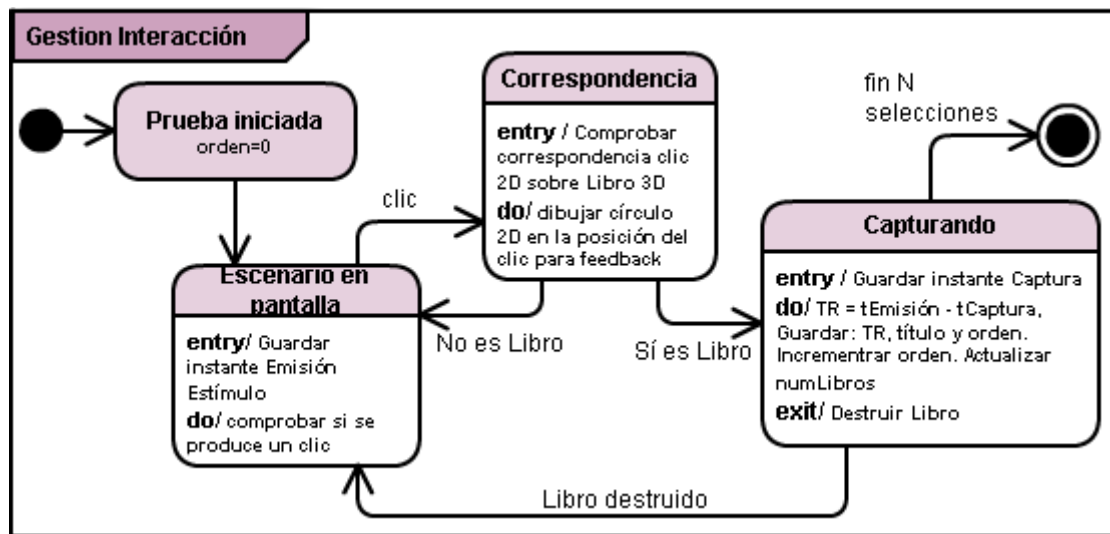 Gestion Interacción
Prueba iniciada
orden=0
clic
Correspondencia
entry / Comprobar
correspondencia clic
2D sobre Libro 3D
do/ dibujar círculo
2D en la posición del
clic para feedback
fin N
selecciones
Escenario en
pantalla
entry/ Guardar
instante Emisión
Estímulo
do/ comprobar si se
produce un clic
No es Libro
Sí es Libro
Capturando
entry / Guardar instante Captura
do/ TR = tEmisión - tCaptura,
Guardar: TR, título y orden.
Incrementrar orden. Actualizar
numLibros
exit/ Destruir Libro
Libro destruido